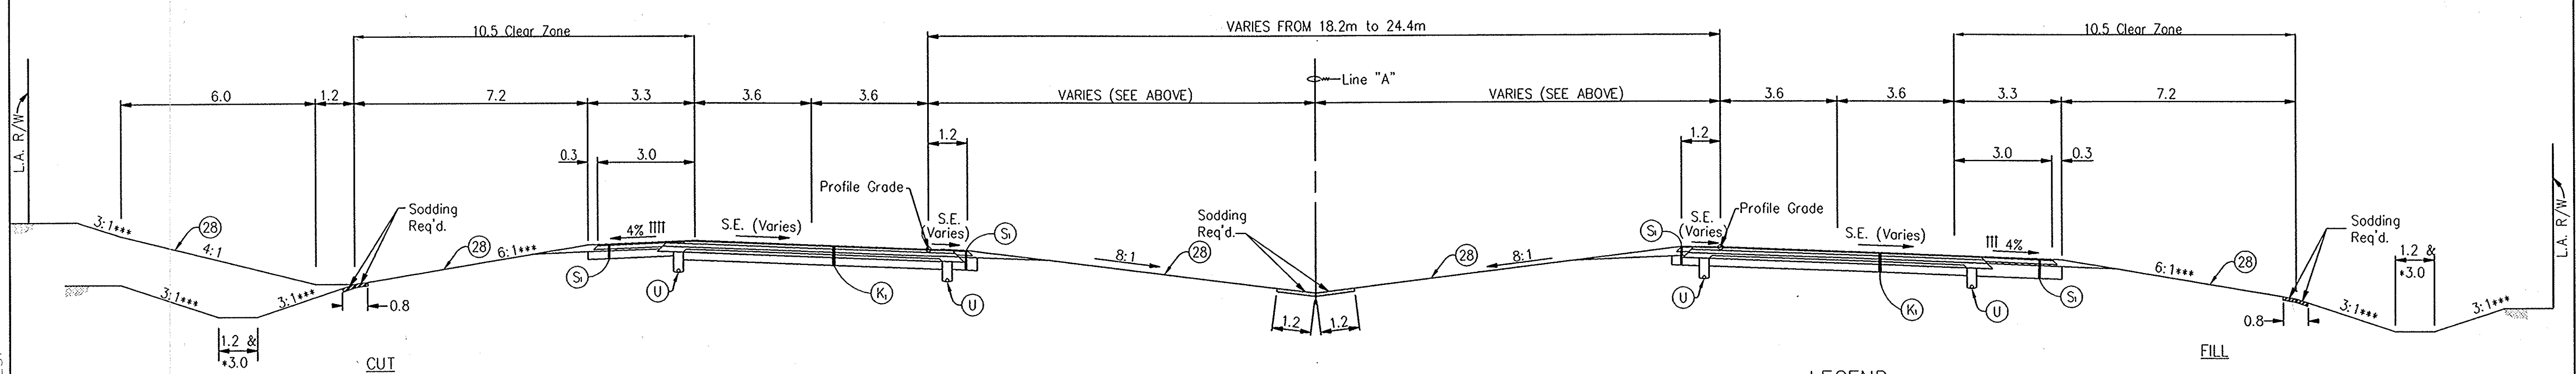 VARIES FROM 18.2m to 24.4m
10.5 Clear Zone
10.5 Clear Zone
Line "A"
6.0
1.2
7.2
3.3
3.6
3.6
VARIES (SEE ABOVE)
VARIES (SEE ABOVE)
3.6
3.6
3.3
7.2
L.A. R/W
1.2
1.2
0.3
3.0
3.0
0.3
Profile Grade
Profile Grade
L.A. R/W
3:1***
28
4:1
Sodding
Req'd.
28
6:1***
4%
S.E. (Varies)
S.E.
(Varies)
S1
Sodding
Req'd.
28
8:1
28
8:1
S1
S.E.
(Varies)
S.E. (Varies)
4%
6:1***
28
Sodding
Req'd.
1.2 &
*3.0
3:1***
3:1***
0.8
S1
U
K1
U
1.2
1.2
U
K1
U
S1
0.8
3:1***
3:1***
1.2 &
*3.0
CUT
FILL
LEGEND